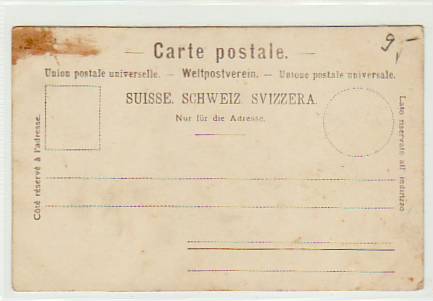 — Carte postale. —
Union postale universelle. — Weltpostverein. — Unione postale universale.
SUISSE. SCHWEIZ. SVIZZERA.
Nur für die Adresse.
Côté réservé à l'adresse.
Lato riservato all' indirizzo
9,-